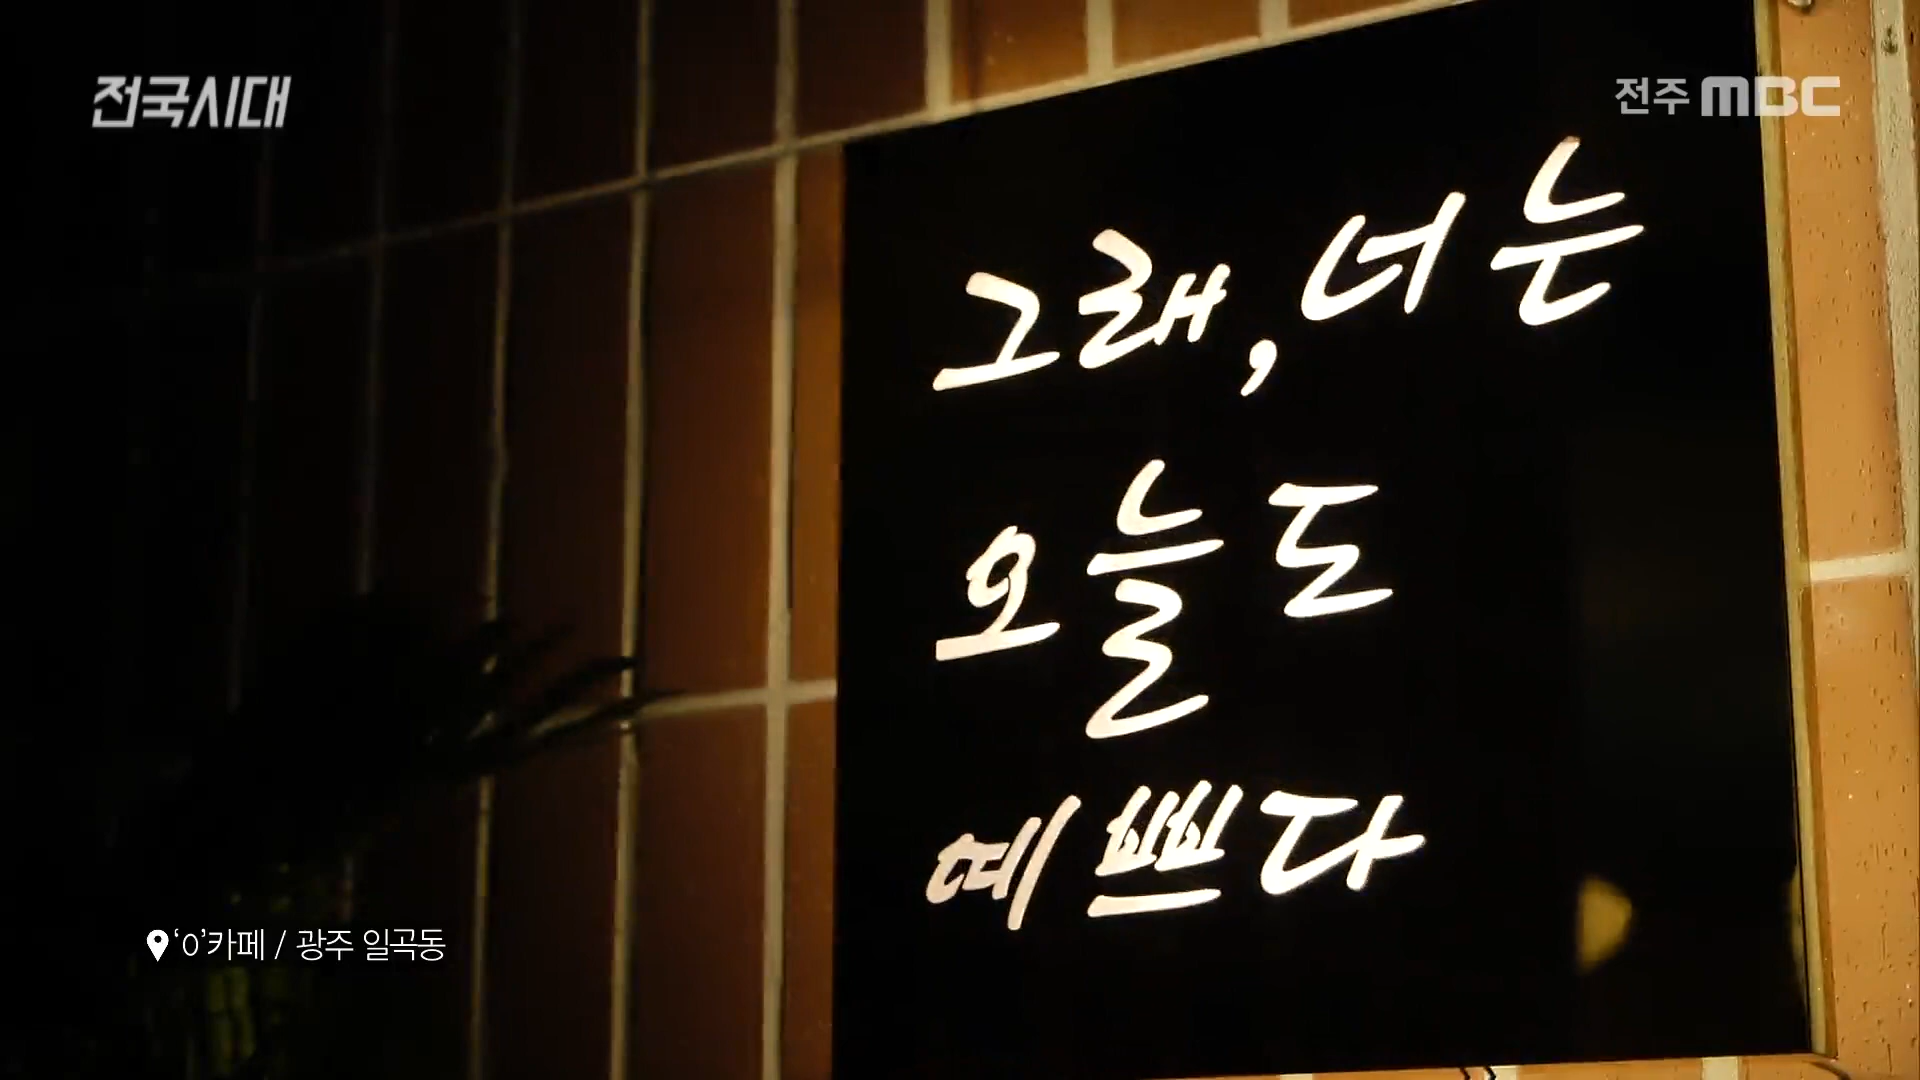 전국시대
전주 MBC
그래, 너는
오늘도
예쁘다
'ㅇ'카페 / 광주 일곡동